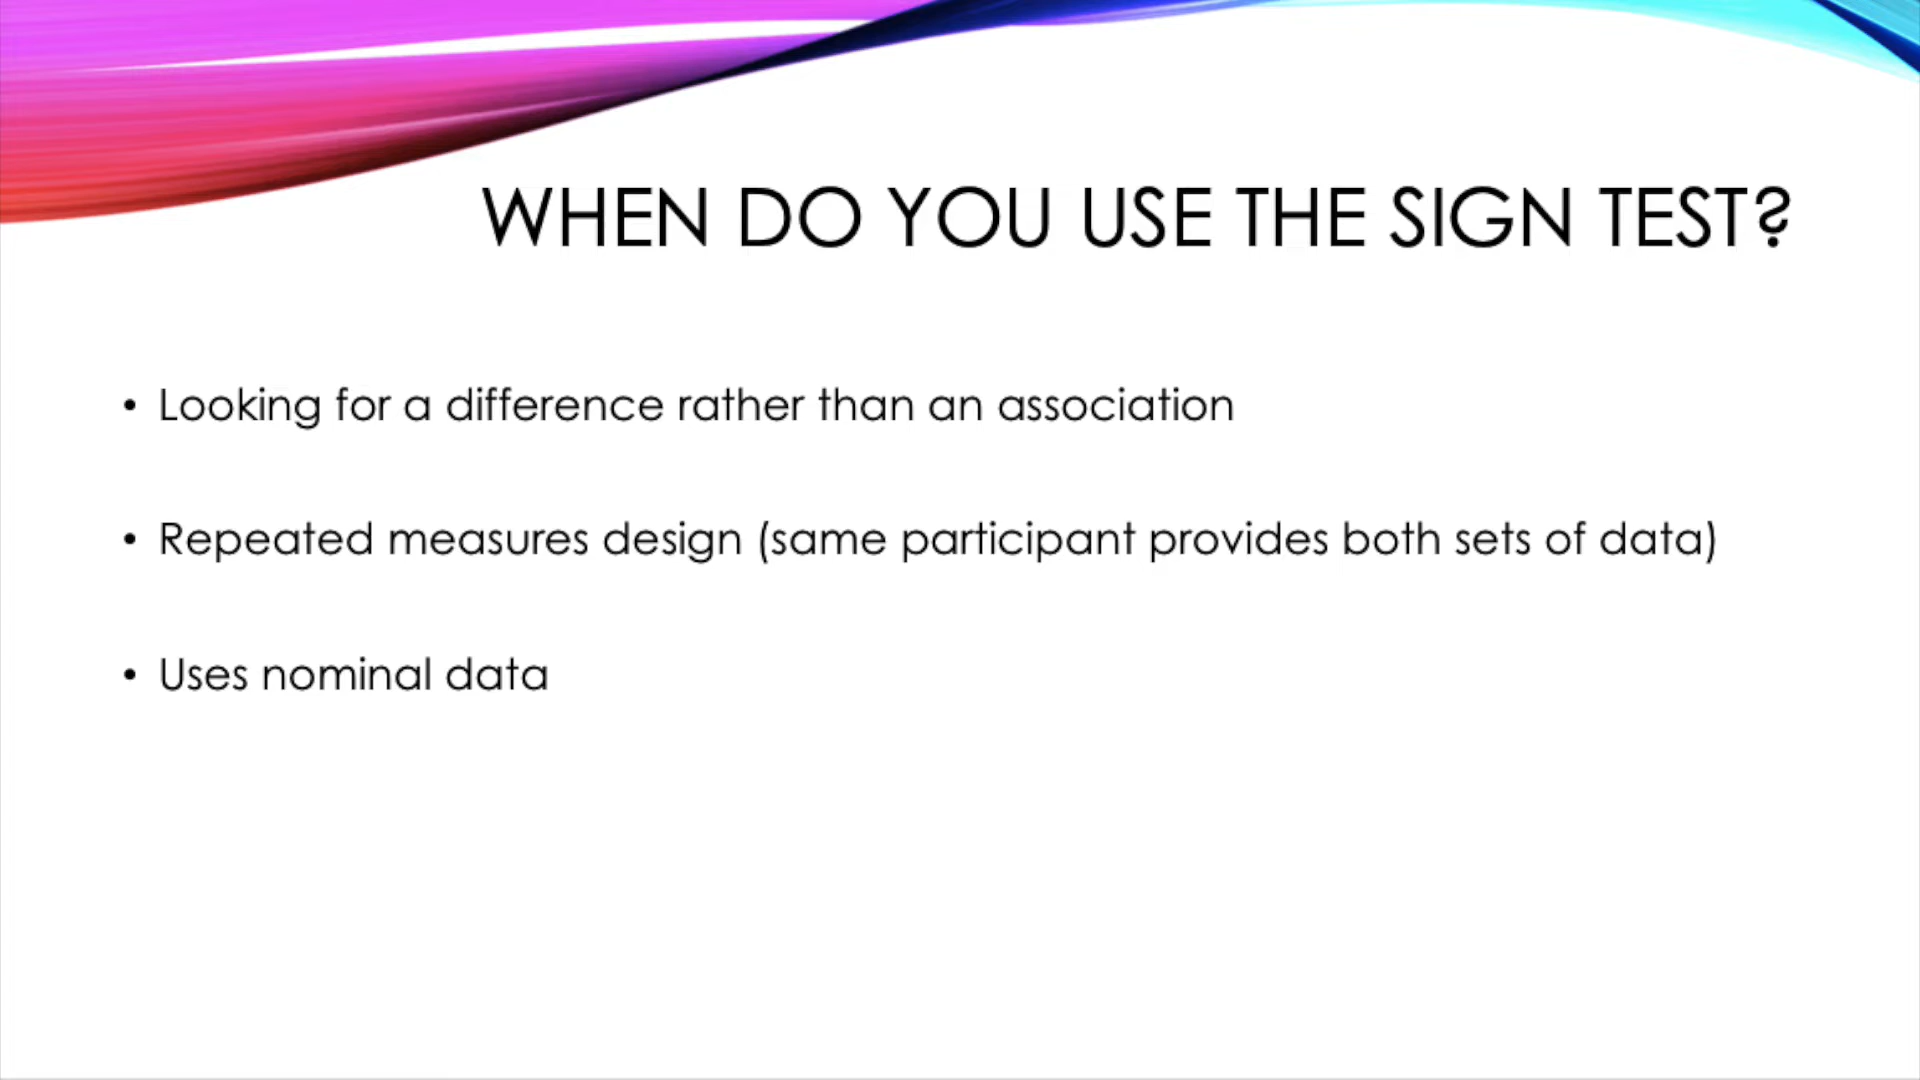 WHEN DO YOU USE THE SIGN TEST?
• Looking for a difference rather than an association
• Repeated measures design (same participant provides both sets of data)
• Uses nominal data